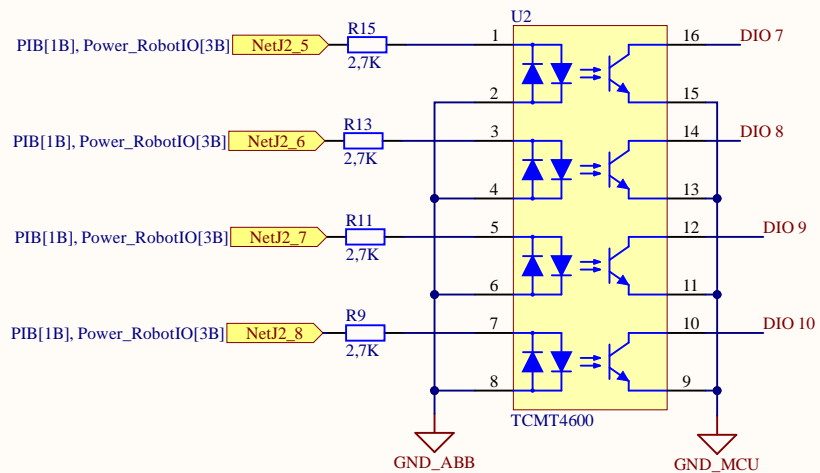 U2
R15
PIB[1B], Power_RobotIO[3B] NetJ2_5 1 16 DIO 7
2,7K
2 15
R13
PIB[1B], Power_RobotIO[3B] NetJ2_6 3 14 DIO 8
2,7K
4 13
R11
PIB[1B], Power_RobotIO[3B] NetJ2_7 5 12 DIO 9
2,7K
6 11
R9
PIB[1B], Power_RobotIO[3B] NetJ2_8 7 10 DIO 10
2,7K
8 9
TCMT4600
GND_ABB GND_MCU